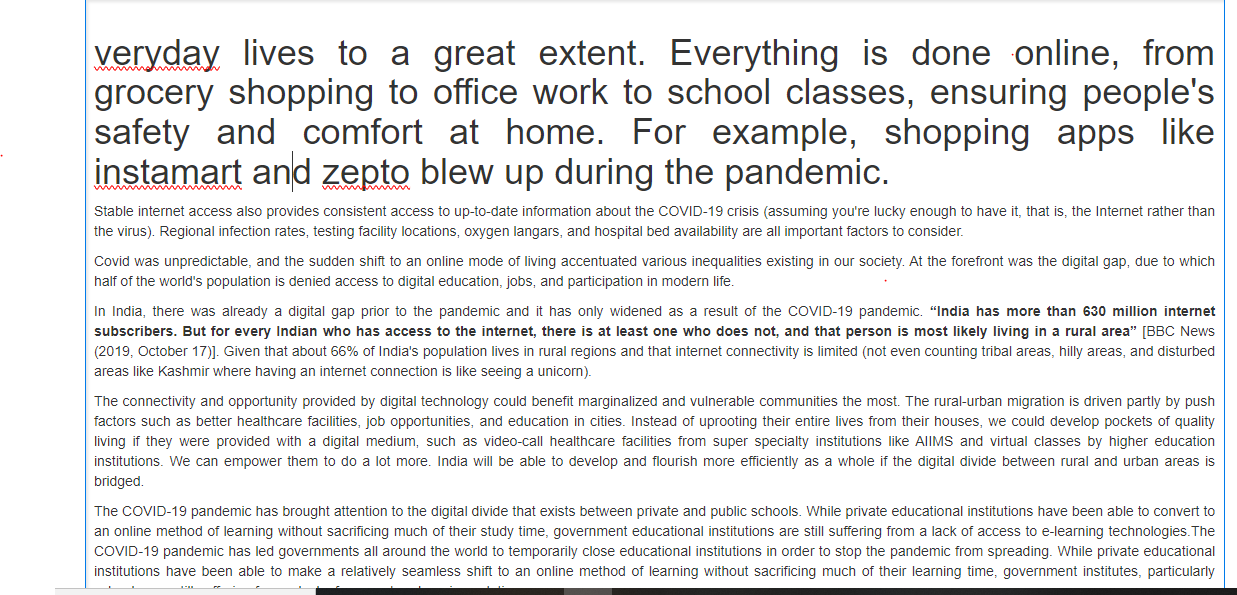 veryday lives to a great extent. Everything is done online, from
grocery shopping to office work to school classes, ensuring people's
safety and comfort at home. For example, shopping apps like
instamart and zepto blew up during the pandemic.
Stable internet access also provides consistent access to up-to-date information about the COVID-19 crisis (assuming you're lucky enough to have it, that is, the Internet rather than
the virus). Regional infection rates, testing facility locations, oxygen langars, and hospital bed availability are all important factors to consider.
Covid was unpredictable, and the sudden shift to an online mode of living accentuated various inequalities existing in our society. At the forefront was the digital gap, due to which
half of the world's population is denied access to digital education, jobs, and participation in modern life.
In India, there was already a digital gap prior to the pandemic and it has only widened as a result of the COVID-19 pandemic. “India has more than 630 million internet
subscribers. But for every Indian who has access to the internet, there is at least one who does not, and that person is most likely living in a rural area” [BBC News
(2019, October 17)]. Given that about 66% of India's population lives in rural regions and that internet connectivity is limited (not even counting tribal areas, hilly areas, and disturbed
areas like Kashmir where having an internet connection is like seeing a unicorn).
The connectivity and opportunity provided by digital technology could benefit marginalized and vulnerable communities the most. The rural-urban migration is driven partly by push
factors such as better healthcare facilities, job opportunities, and education in cities. Instead of uprooting their entire lives from their houses, we could develop pockets of quality
living if they were provided with a digital medium, such as video-call healthcare facilities from super specialty institutions like AIIMS and virtual classes by higher education
institutions. We can empower them to do a lot more. India will be able to develop and flourish more efficiently as a whole if the digital divide between rural and urban areas is
bridged.
The COVID-19 pandemic has brought attention to the digital divide that exists between private and public schools. While private educational institutions have been able to convert to
an online method of learning without sacrificing much of their study time, government educational institutions are still suffering from a lack of access to e-learning technologies.The
COVID-19 pandemic has led governments all around the world to temporarily close educational institutions in order to stop the pandemic from spreading. While private educational
institutions have been able to make a relatively seamless shift to an online method of learning without sacrificing much of their learning time, government institutes, particularly